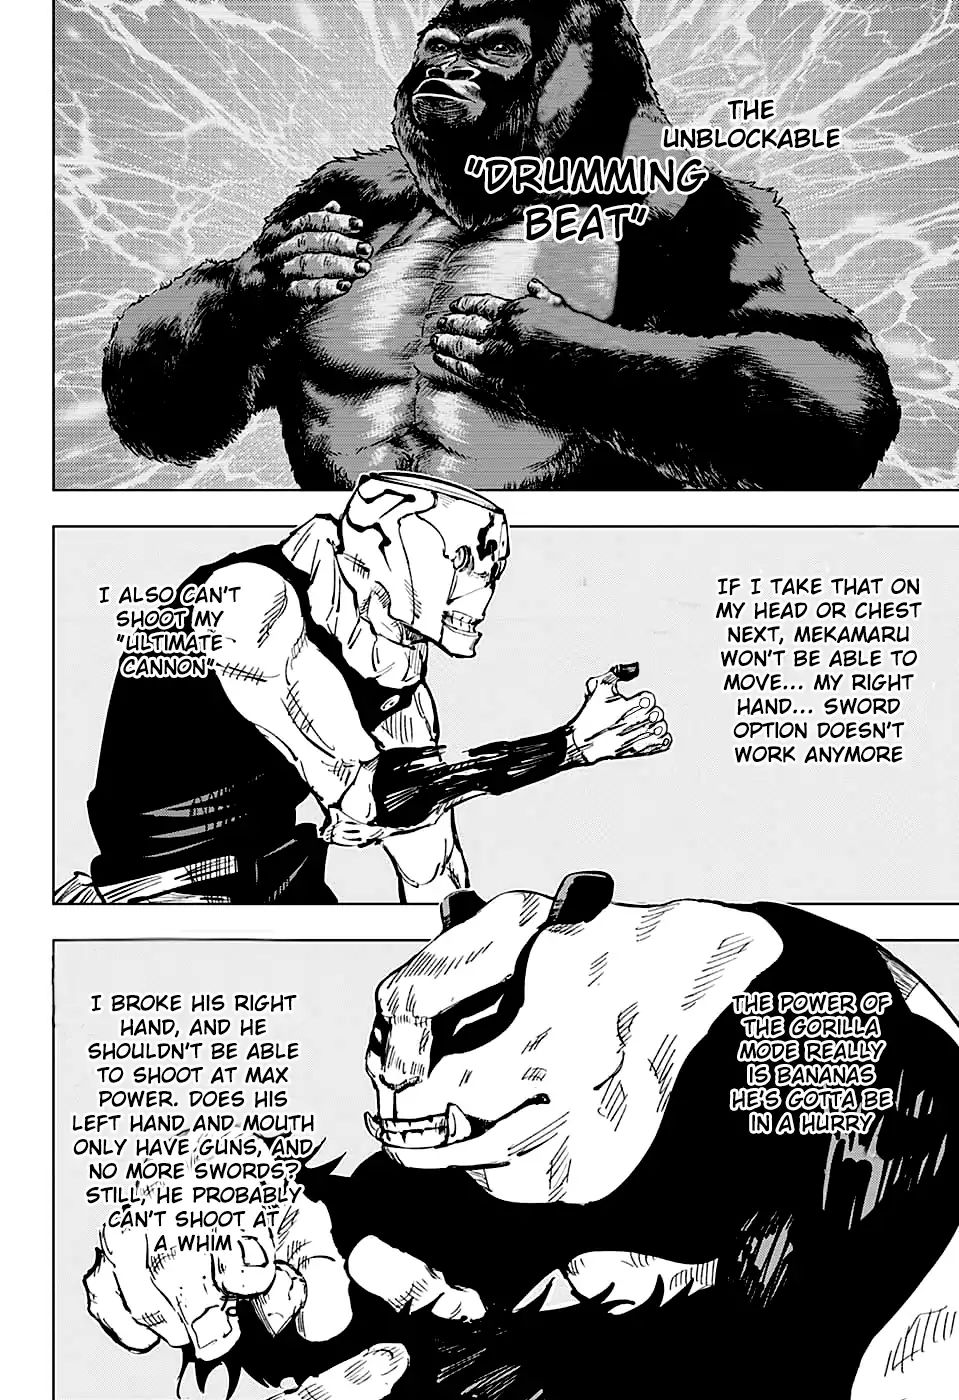 THE
UNBLOCKABLE
"DRUMMING
BEAT"
IF I TAKE THAT ON
MY HEAD OR CHEST
NEXT, MEKAMARU
WON'T BE ABLE TO
MOVE... MY RIGHT
HAND... SWORD
OPTION DOESN'T
WORK ANYMORE
I ALSO CAN'T
SHOOT MY
"ULTIMATE
CANNON"
THE POWER OF
THE GORILLA
MODE REALLY
IS BANANAS
HE'S GOTTA BE
IN A HURRY
I BROKE HIS RIGHT
HAND, AND HE
SHOULDN'T BE ABLE
TO SHOOT AT MAX
POWER. DOES HIS
LEFT HAND AND MOUTH
ONLY HAVE GUNS, AND
NO MORE SWORDS?
STILL, HE PROBABLY
CAN'T SHOOT AT
A WHIM